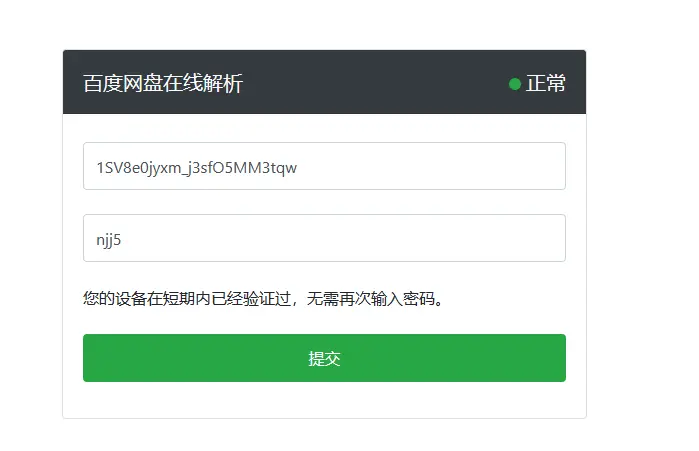 百度网盘在线解析
正常
1SV8e0jyxm_j3sfO5MM3tqw
njj5
您的设备在短期内已经验证过，无需再次输入密码。
提交